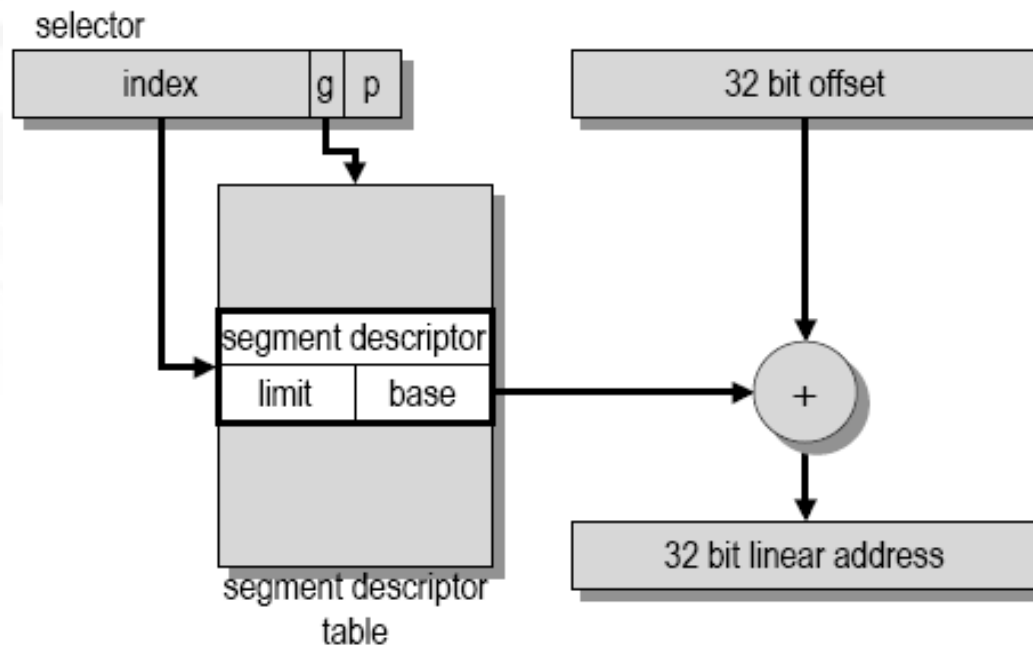 selector
index g p
32 bit offset
segment descriptor
limit base
+
32 bit linear address
segment descriptor
table